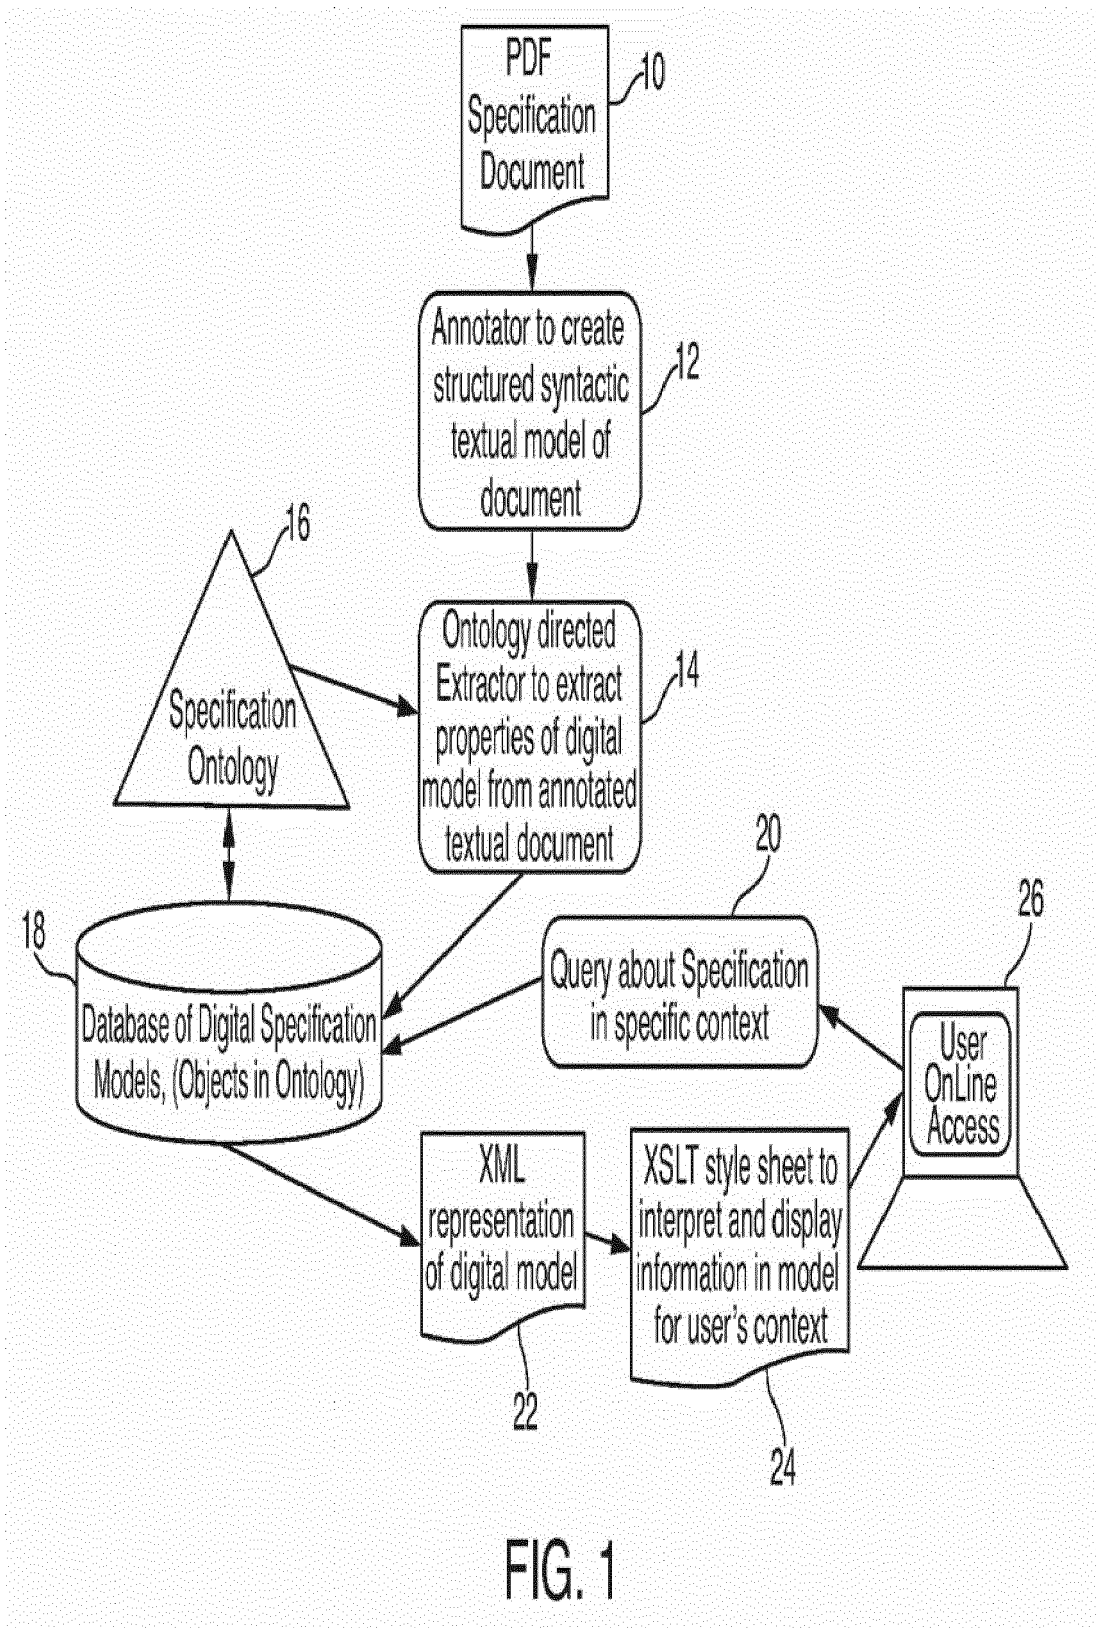 PDF
Specification
Document
10
Annotator to create
structured syntactic
textual model of
document
12
16
Specification
Ontology
Ontology directed
Extractor to extract
properties of digital
model from annotated
textual document
14
18
Database of Digital Specification
Models, (Objects in Ontology)
20
Query about Specification
in specific context
26
User
OnLine
Access
XML
representation
of digital model
22
XSLT style sheet to
interpret and display
information in model
for user's context
24
FIG. 1